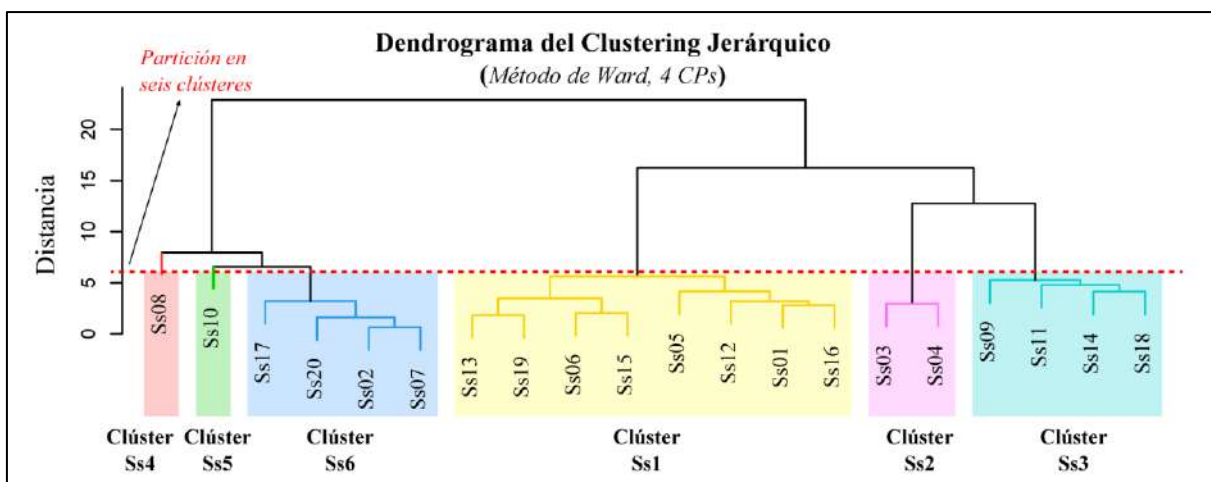 Dendrograma del Clustering Jerárquico
(Método de Ward, 4 CPs)
Partición en
seis clústeres
Distancia
20
15
10
5
0
Ss08
Ss10
Ss17
Ss20
Ss02
Ss07
Ss13
Ss19
Ss06
Ss15
Ss05
Ss12
Ss01
Ss16
Ss03
Ss04
Ss09
Ss11
Ss14
Ss18
Clúster
Ss4
Clúster
Ss5
Clúster
Ss6
Clúster
Ss1
Clúster
Ss2
Clúster
Ss3